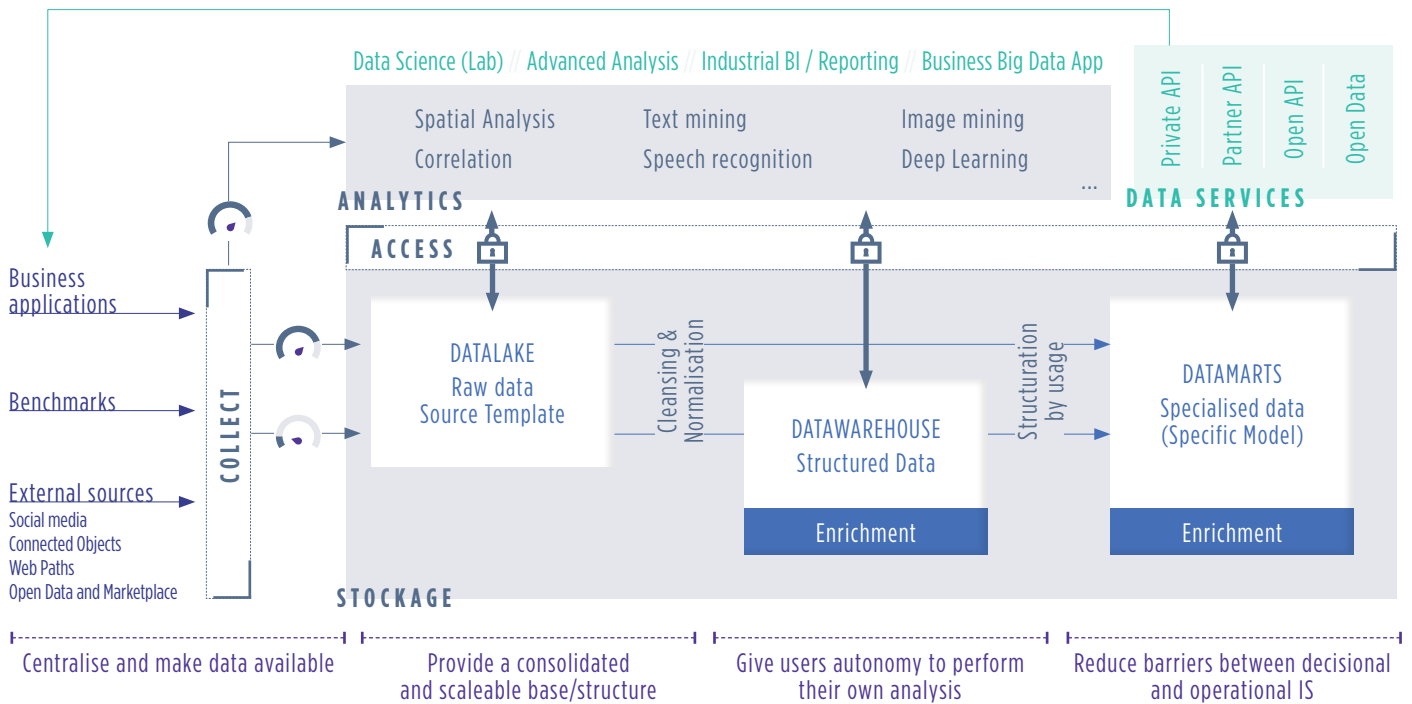 Data Science (Lab) // Advanced Analysis // Industrial BI / Reporting // Business Big Data App
Spatial Analysis
Text mining
Image mining
Correlation
Speech recognition
Deep Learning
...
ANALYTICS
Private API
Partner API
Open API
Open Data
DATA SERVICES
ACCESS
Business
applications
Benchmarks
External sources
Social media
Connected Objects
Web Paths
Open Data and Marketplace
COLLECT
DATALAKE
Raw data
Source Template
Cleansing &
Normalisation
DATAWAREHOUSE
Structured Data
Enrichment
Structuration
by usage
DATAMARTS
Specialised data
(Specific Model)
Enrichment
STOCKAGE
Centralise and make data available
Provide a consolidated
and scaleable base/structure
Give users autonomy to perform
their own analysis
Reduce barriers between decisional
and operational IS